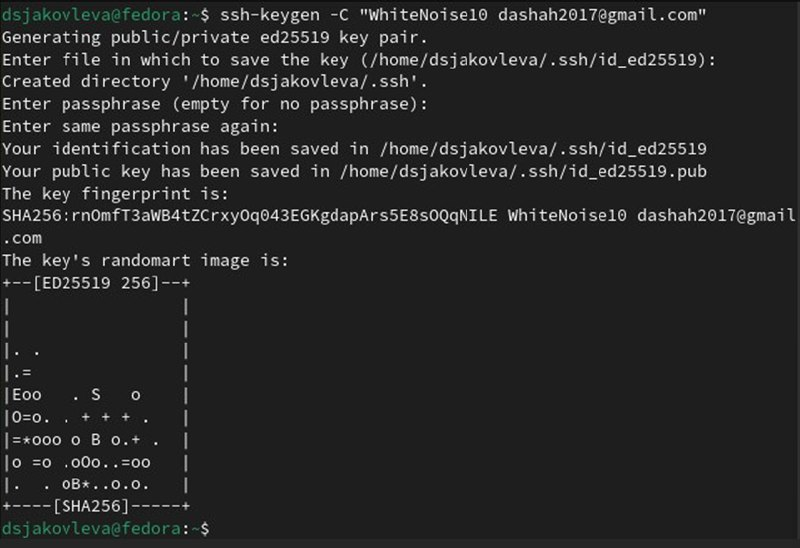 dsjakovleva@fedora:~$ ssh-keygen -C "WhiteNoise10 dashah2017@gmail.com"
Generating public/private ed25519 key pair.
Enter file in which to save the key (/home/dsjakovleva/.ssh/id_ed25519):
Created directory '/home/dsjakovleva/.ssh'.
Enter passphrase (empty for no passphrase):
Enter same passphrase again:
Your identification has been saved in /home/dsjakovleva/.ssh/id_ed25519
Your public key has been saved in /home/dsjakovleva/.ssh/id_ed25519.pub
The key fingerprint is:
SHA256:rnOmfT3aWB4tZCrxyOq043EGKgdapArs5E8sOQqNILE WhiteNoise10 dashah2017@gmail
.com
The key's randomart image is:
+--[ED25519 256]--+
|                 |
|                 |
|. .              |
|.=               |
|Eoo   . S   o    |
|O=o. . + + + .   |
|=*ooo o B o.+ .  |
|o =o .oOo..=oo   |
|.  . oB*..o.o.   |
+----[SHA256]-----+
dsjakovleva@fedora:~$